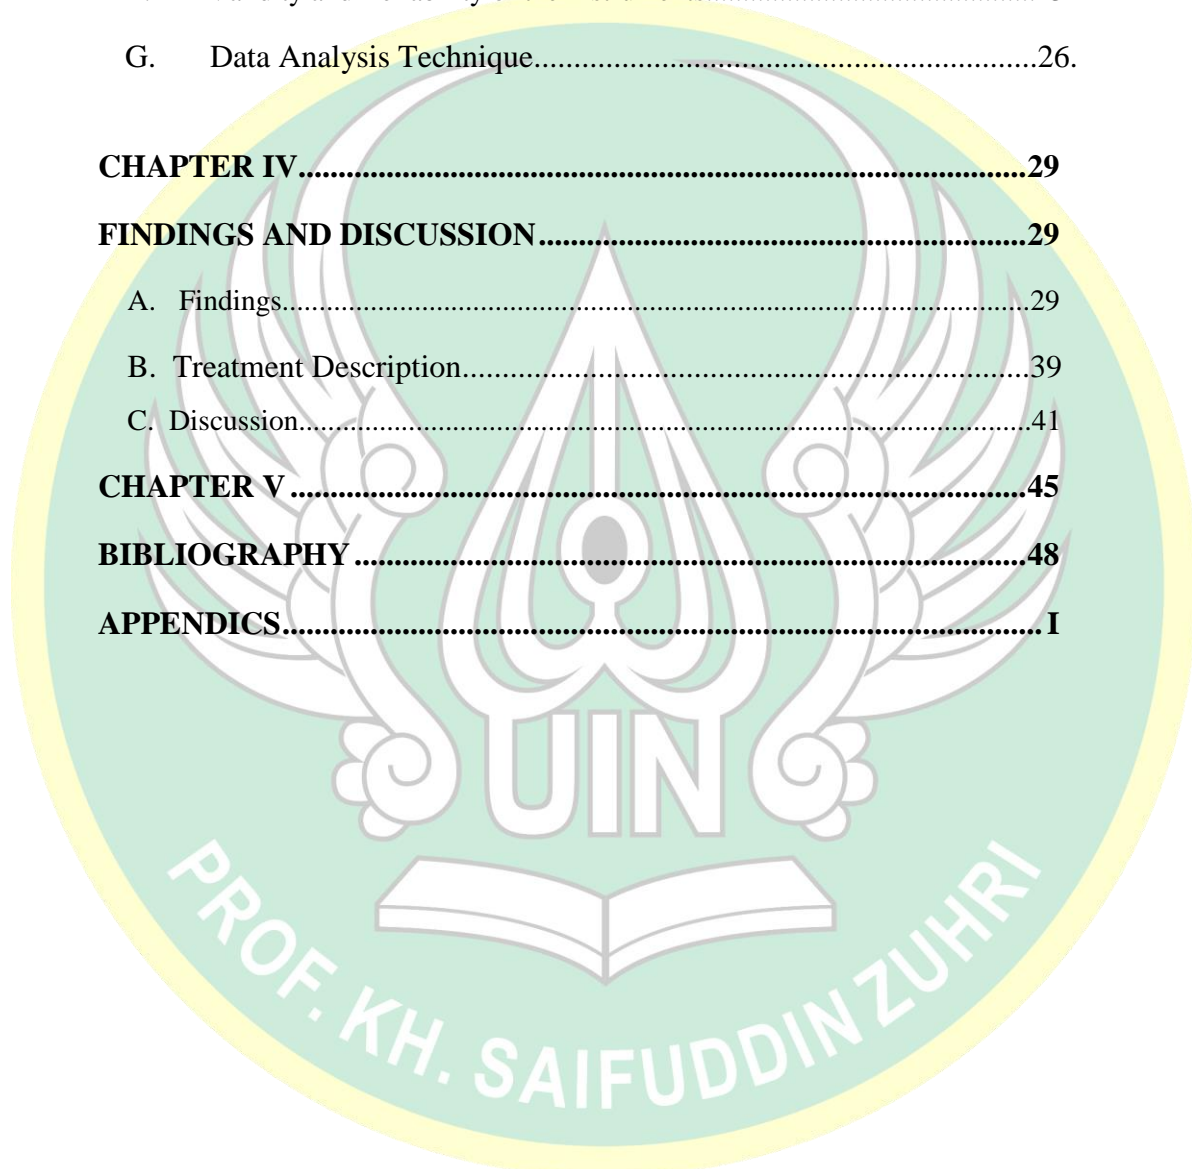 G. Data Analysis Technique...............................................................26.
CHAPTER IV............................................................................................29
FINDINGS AND DISCUSSION..............................................................29
A. Findings...............................................................................................29
B. Treatment Description.......................................................................39
C. Discussion............................................................................................41
CHAPTER V.............................................................................................45
BIBLIOGRAPHY.....................................................................................48
APPENDICS................................................................................................I
UIN
PROF. KH. SAIFUDDIN ZUHRI